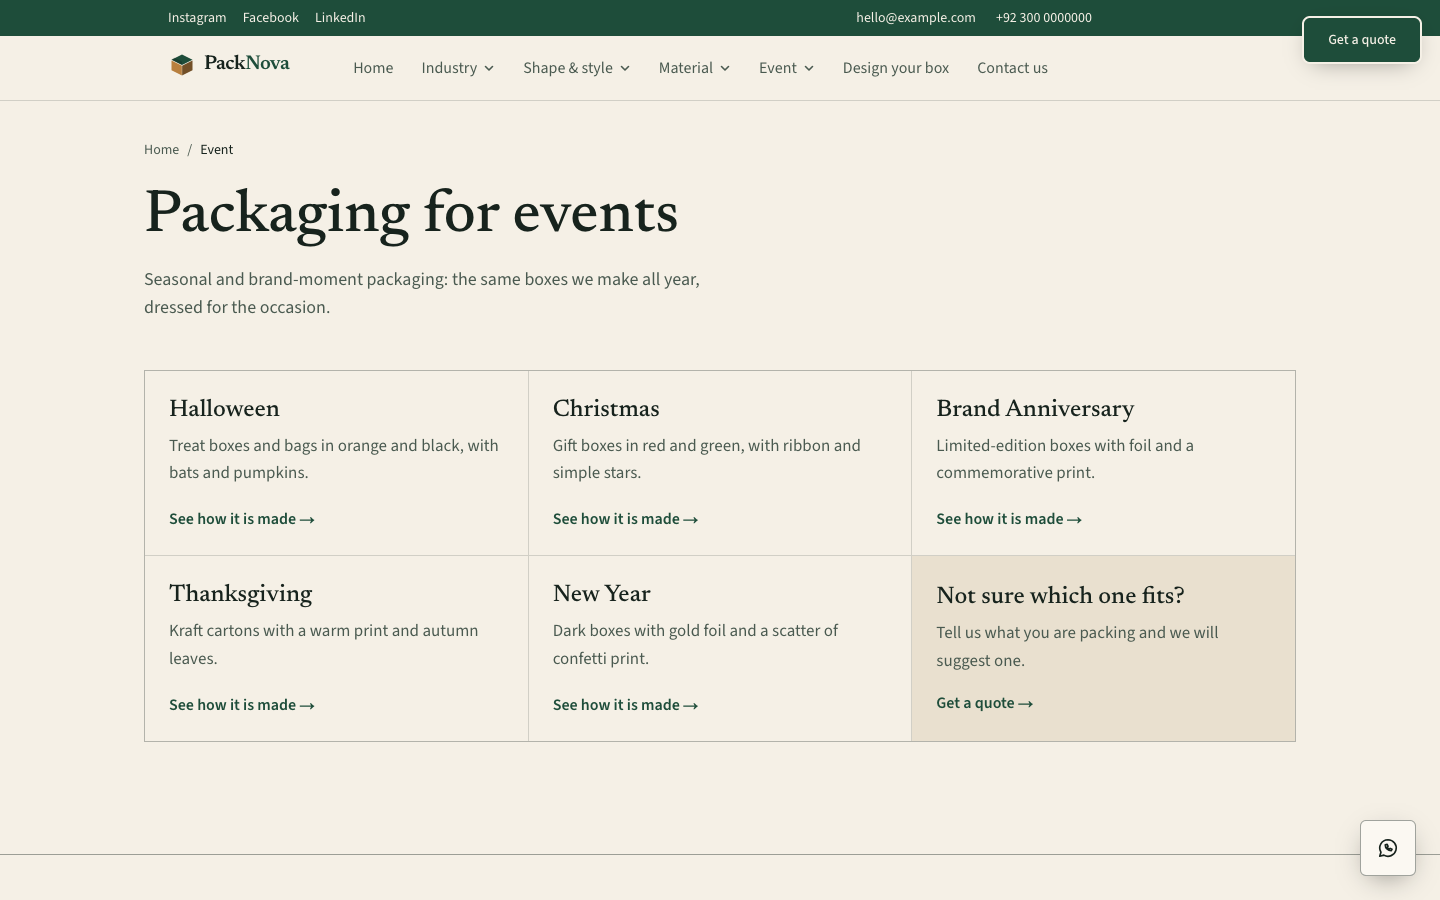 Instagram Facebook LinkedIn hello@example.com +92 300 0000000
Get a quote
PackNova Home Industry Shape & style Material Event Design your box Contact us
Home / Event
Packaging for events
Seasonal and brand-moment packaging: the same boxes we make all year,
dressed for the occasion.
Halloween
Treat boxes and bags in orange and black, with
bats and pumpkins.
See how it is made →
Christmas
Gift boxes in red and green, with ribbon and
simple stars.
See how it is made →
Brand Anniversary
Limited-edition boxes with foil and a
commemorative print.
See how it is made →
Thanksgiving
Kraft cartons with a warm print and autumn
leaves.
See how it is made →
New Year
Dark boxes with gold foil and a scatter of
confetti print.
See how it is made →
Not sure which one fits?
Tell us what you are packing and we will
suggest one.
Get a quote →